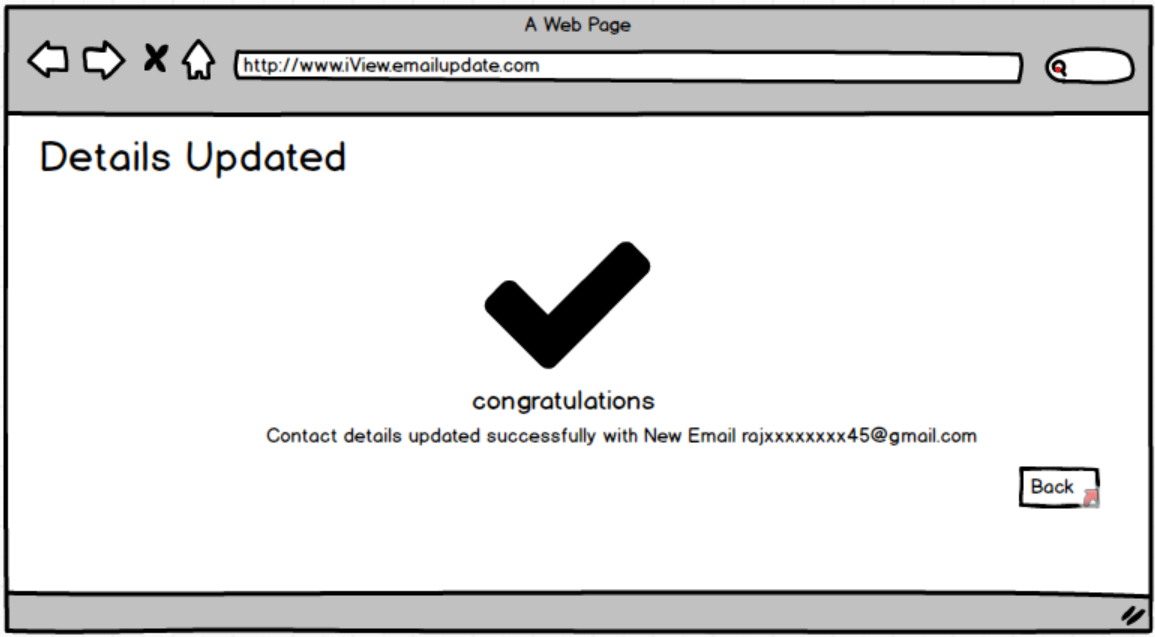 A Web Page
http://www.iView.emailupdate.com
Details Updated
congratulations
Contact details updated successfully with New Email rajxxxxxxxx45@gmail.com
Back